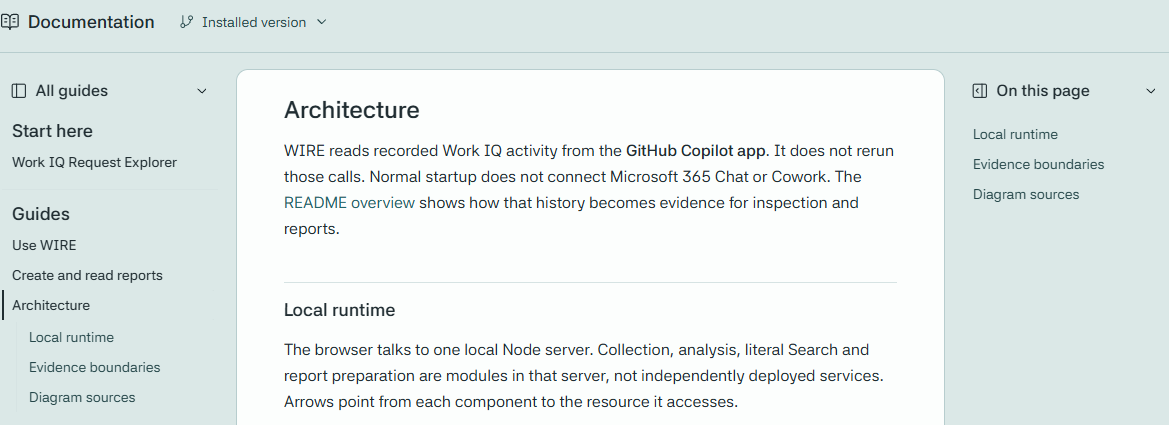 Documentation
Installed version
All guides
Start here
Work IQ Request Explorer
Guides
Use WIRE
Create and read reports
Architecture
Local runtime
Evidence boundaries
Diagram sources
Architecture
WIRE reads recorded Work IQ activity from the GitHub Copilot app. It does not rerun
those calls. Normal startup does not connect Microsoft 365 Chat or Cowork. The
README overview shows how that history becomes evidence for inspection and
reports.
Local runtime
The browser talks to one local Node server. Collection, analysis, literal Search and
report preparation are modules in that server, not independently deployed services.
Arrows point from each component to the resource it accesses.
On this page
Local runtime
Evidence boundaries
Diagram sources